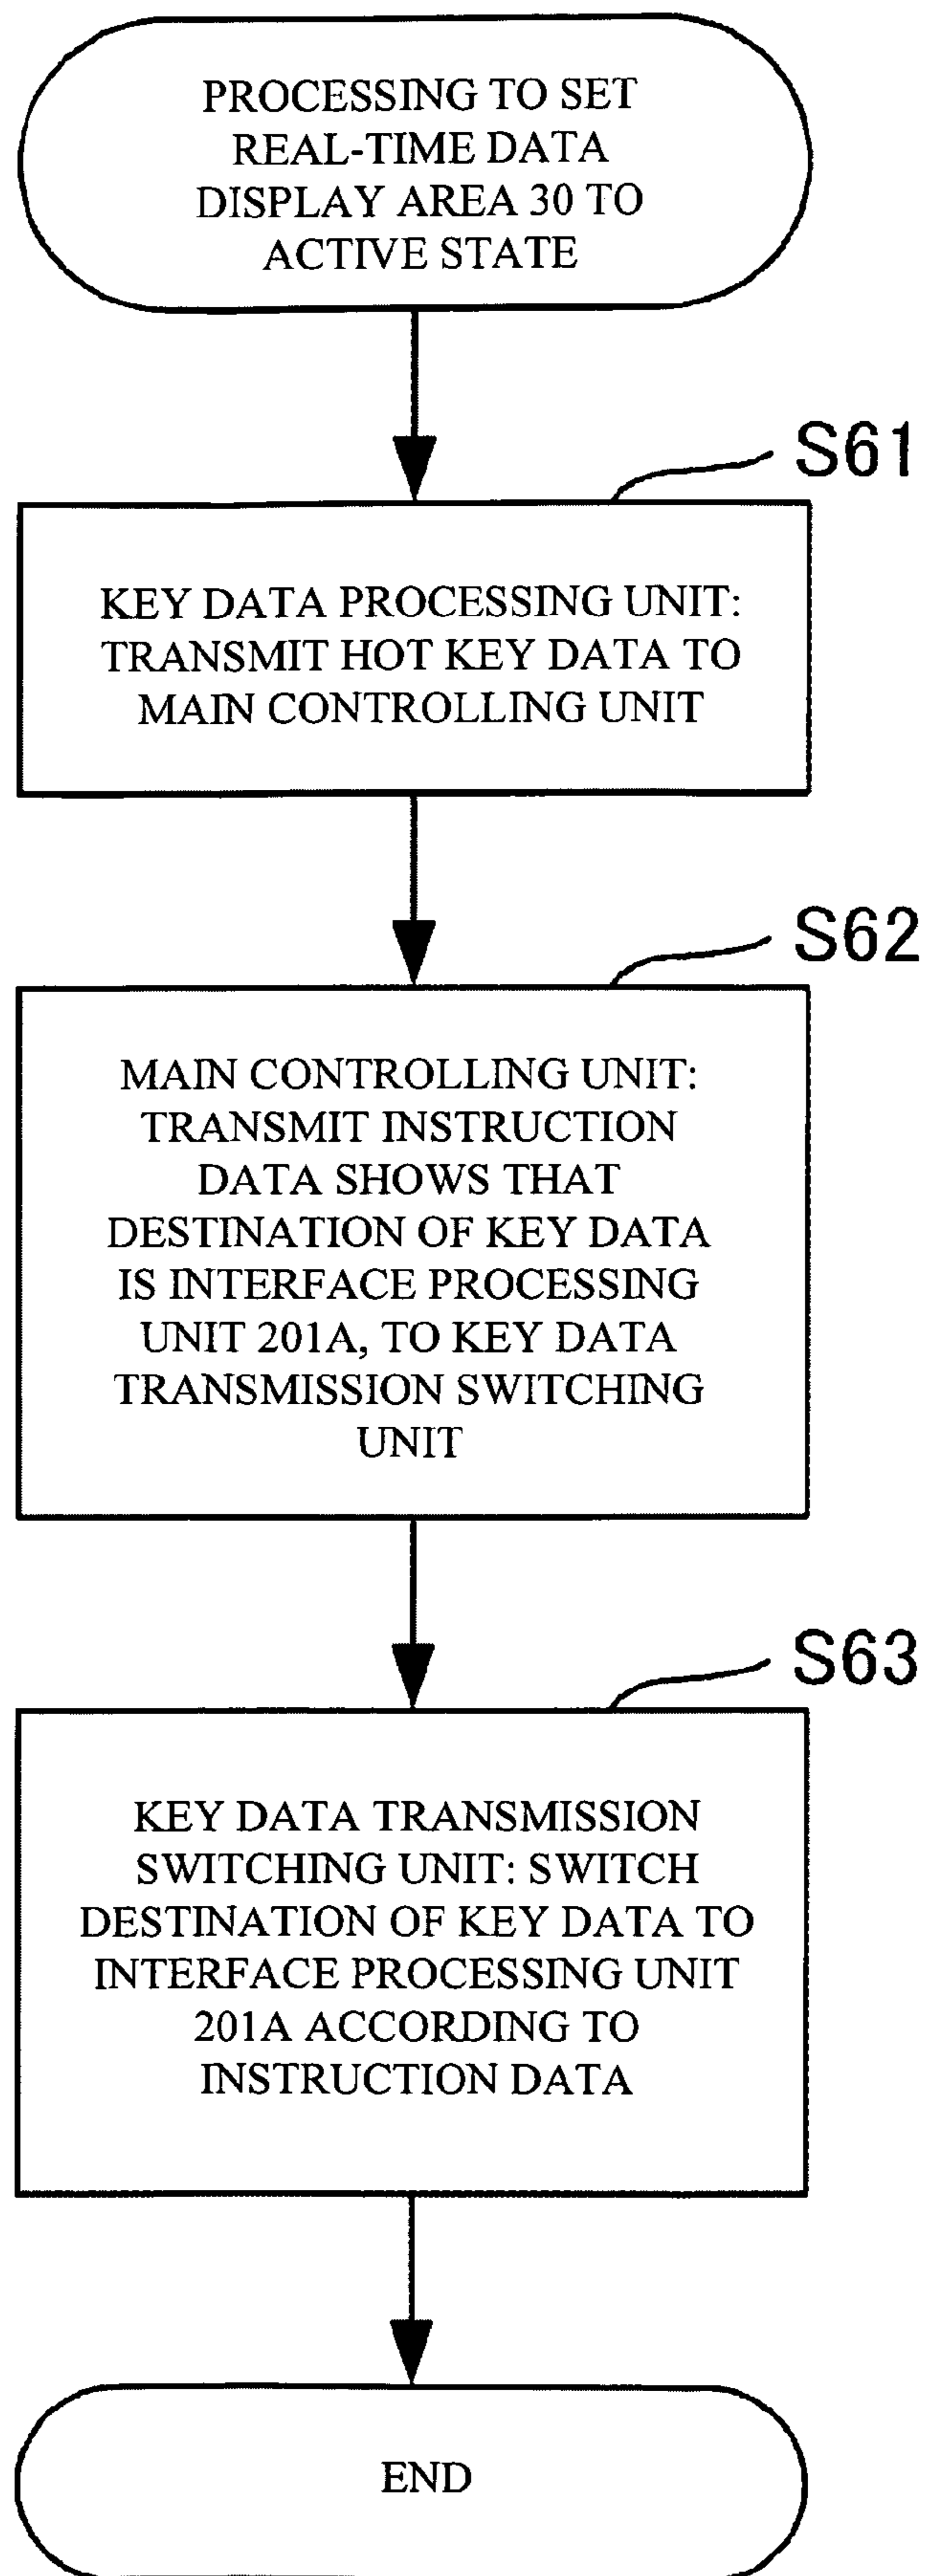 PROCESSING TO SET
REAL-TIME DATA
DISPLAY AREA 30 TO
ACTIVE STATE
S61
KEY DATA PROCESSING UNIT:
TRANSMIT HOT KEY DATA TO
MAIN CONTROLLING UNIT
S62
MAIN CONTROLLING UNIT:
TRANSMIT INSTRUCTION
DATA SHOWS THAT
DESTINATION OF KEY DATA
IS INTERFACE PROCESSING
UNIT 201A, TO KEY DATA
TRANSMISSION SWITCHING
UNIT
S63
KEY DATA TRANSMISSION
SWITCHING UNIT: SWITCH
DESTINATION OF KEY DATA TO
INTERFACE PROCESSING UNIT
201A ACCORDING TO
INSTRUCTION DATA
END